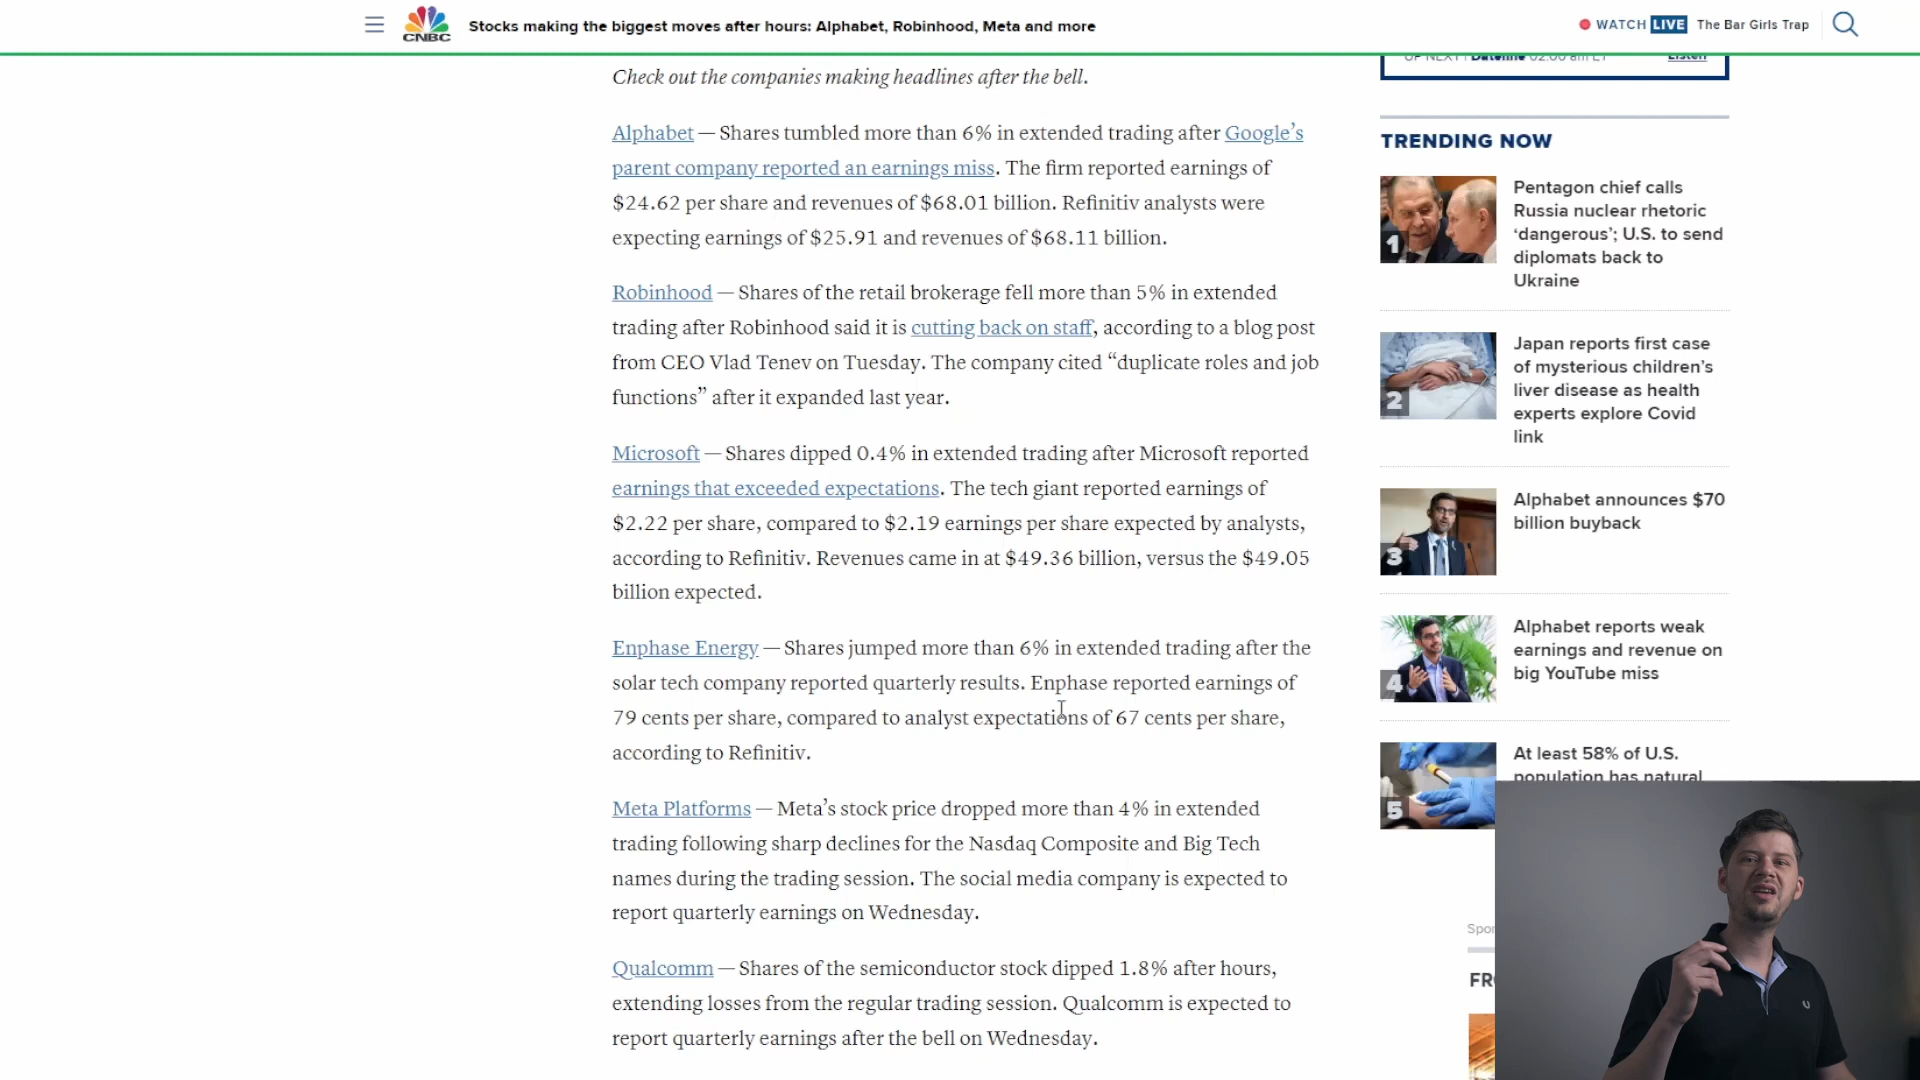 CNBC
Stocks making the biggest moves after hours: Alphabet, Robinhood, Meta and more
WATCH LIVE The Bar Girls Trap
UP NEXT | Dateline 02:00 am ET
Listen
Check out the companies making headlines after the bell.
Alphabet — Shares tumbled more than 6% in extended trading after Google’s
parent company reported an earnings miss. The firm reported earnings of
$24.62 per share and revenues of $68.01 billion. Refinitiv analysts were
expecting earnings of $25.91 and revenues of $68.11 billion.
Robinhood — Shares of the retail brokerage fell more than 5% in extended
trading after Robinhood said it is cutting back on staff, according to a blog post
from CEO Vlad Tenev on Tuesday. The company cited “duplicate roles and job
functions” after it expanded last year.
Microsoft — Shares dipped 0.4% in extended trading after Microsoft reported
earnings that exceeded expectations. The tech giant reported earnings of
$2.22 per share, compared to $2.19 earnings per share expected by analysts,
according to Refinitiv. Revenues came in at $49.36 billion, versus the $49.05
billion expected.
Enphase Energy — Shares jumped more than 6% in extended trading after the
solar tech company reported quarterly results. Enphase reported earnings of
79 cents per share, compared to analyst expectations of 67 cents per share,
according to Refinitiv.
Meta Platforms — Meta’s stock price dropped more than 4% in extended
trading following sharp declines for the Nasdaq Composite and Big Tech
names during the trading session. The social media company is expected to
report quarterly earnings on Wednesday.
Qualcomm — Shares of the semiconductor stock dipped 1.8% after hours,
extending losses from the regular trading session. Qualcomm is expected to
report quarterly earnings after the bell on Wednesday.
TRENDING NOW
1
Pentagon chief calls
Russia nuclear rhetoric
‘dangerous’; U.S. to send
diplomats back to
Ukraine
2
Japan reports first case
of mysterious children’s
liver disease as health
experts explore Covid
link
3
Alphabet announces $70
billion buyback
4
Alphabet reports weak
earnings and revenue on
big YouTube miss
5
At least 58% of U.S.
population has natural